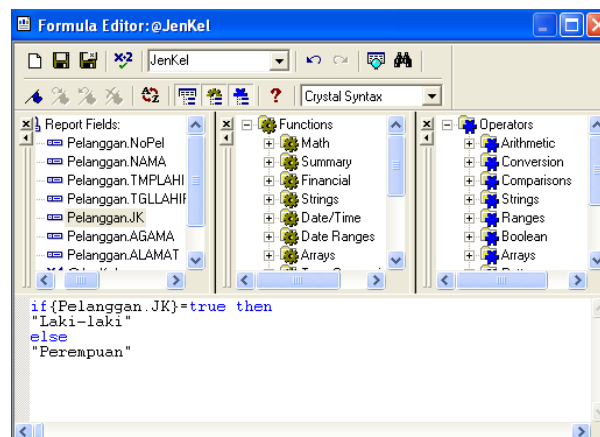 Formula Editor:@JenKel
JenKel
Crystal Syntax
Report Fields:
Pelanggan.NoPel
Pelanggan.NAMA
Pelanggan.TMPLAHI
Pelanggan.TGLLAHIF
Pelanggan.JK
Pelanggan.AGAMA
Pelanggan.ALAMAT
Functions
Math
Summary
Financial
Strings
Date/Time
Date Ranges
Arrays
Operators
Arithmetic
Conversion
Comparisons
Strings
Ranges
Boolean
Arrays
if{Pelanggan.JK}=true then
"Laki-laki"
else
"Perempuan"